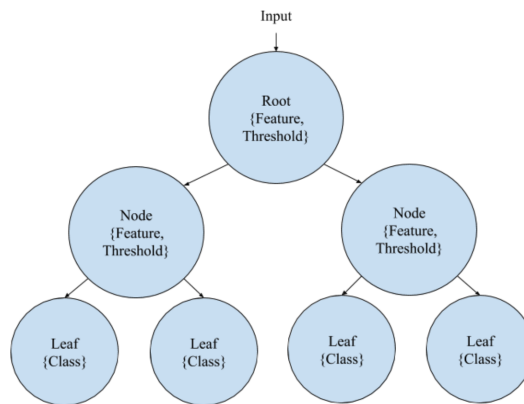 Input
Root
{Feature,
Threshold}
Node
{Feature,
Threshold}
Node
{Feature,
Threshold}
Leaf
{Class}
Leaf
{Class}
Leaf
{Class}
Leaf
{Class}